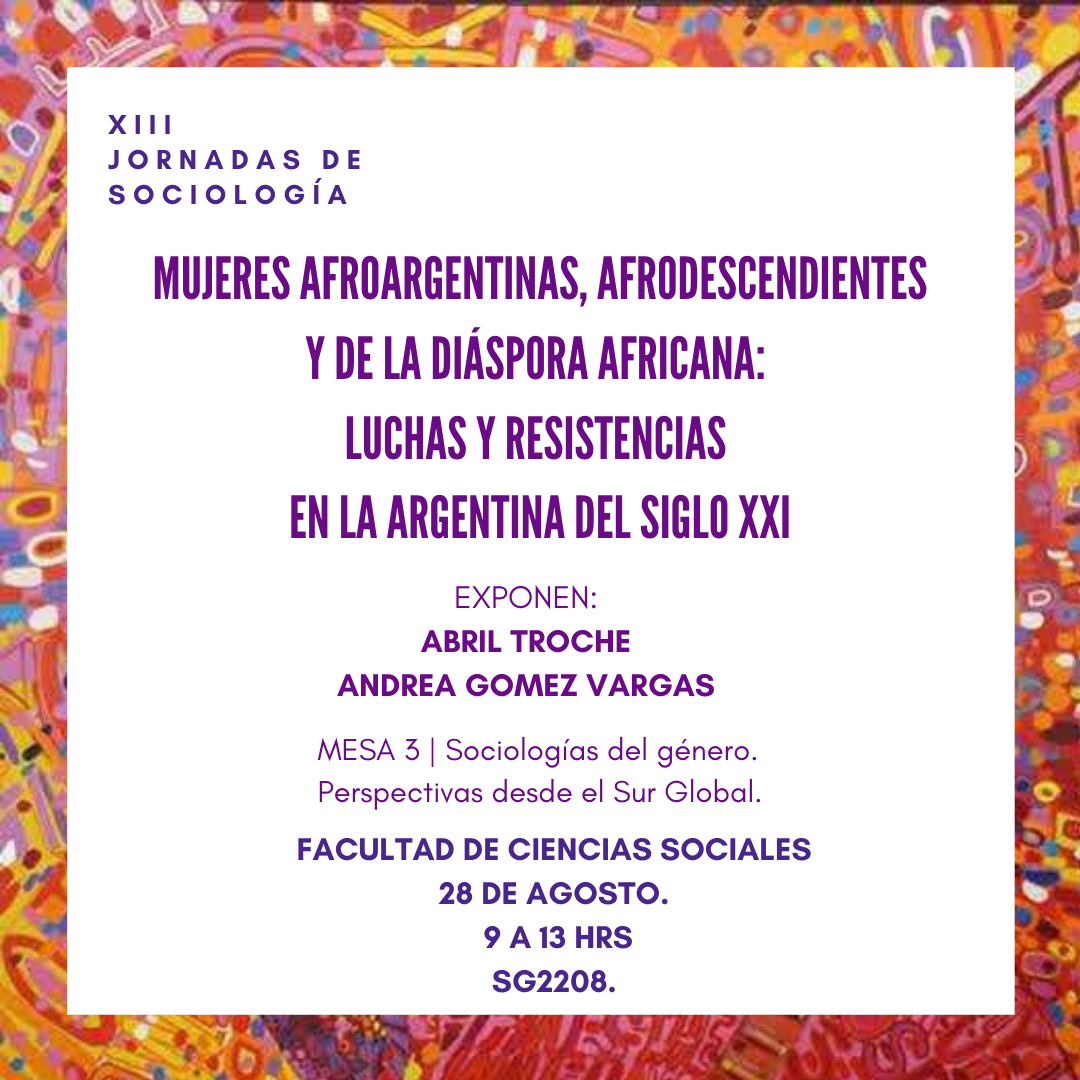 XIII
JORNADAS DE
SOCIOLOGÍA
MUJERES AFROARGENTINAS, AFRODESCENDIENTES
Y DE LA DIÁSPORA AFRICANA:
LUCHAS Y RESISTENCIAS
EN LA ARGENTINA DEL SIGLO XXI
EXPONEN:
ABRIL TROCHE
ANDREA GOMEZ VARGAS
MESA 3 | Sociologías del género.
Perspectivas desde el Sur Global.
FACULTAD DE CIENCIAS SOCIALES
28 DE AGOSTO.
9 A 13 HRS
SG2208.